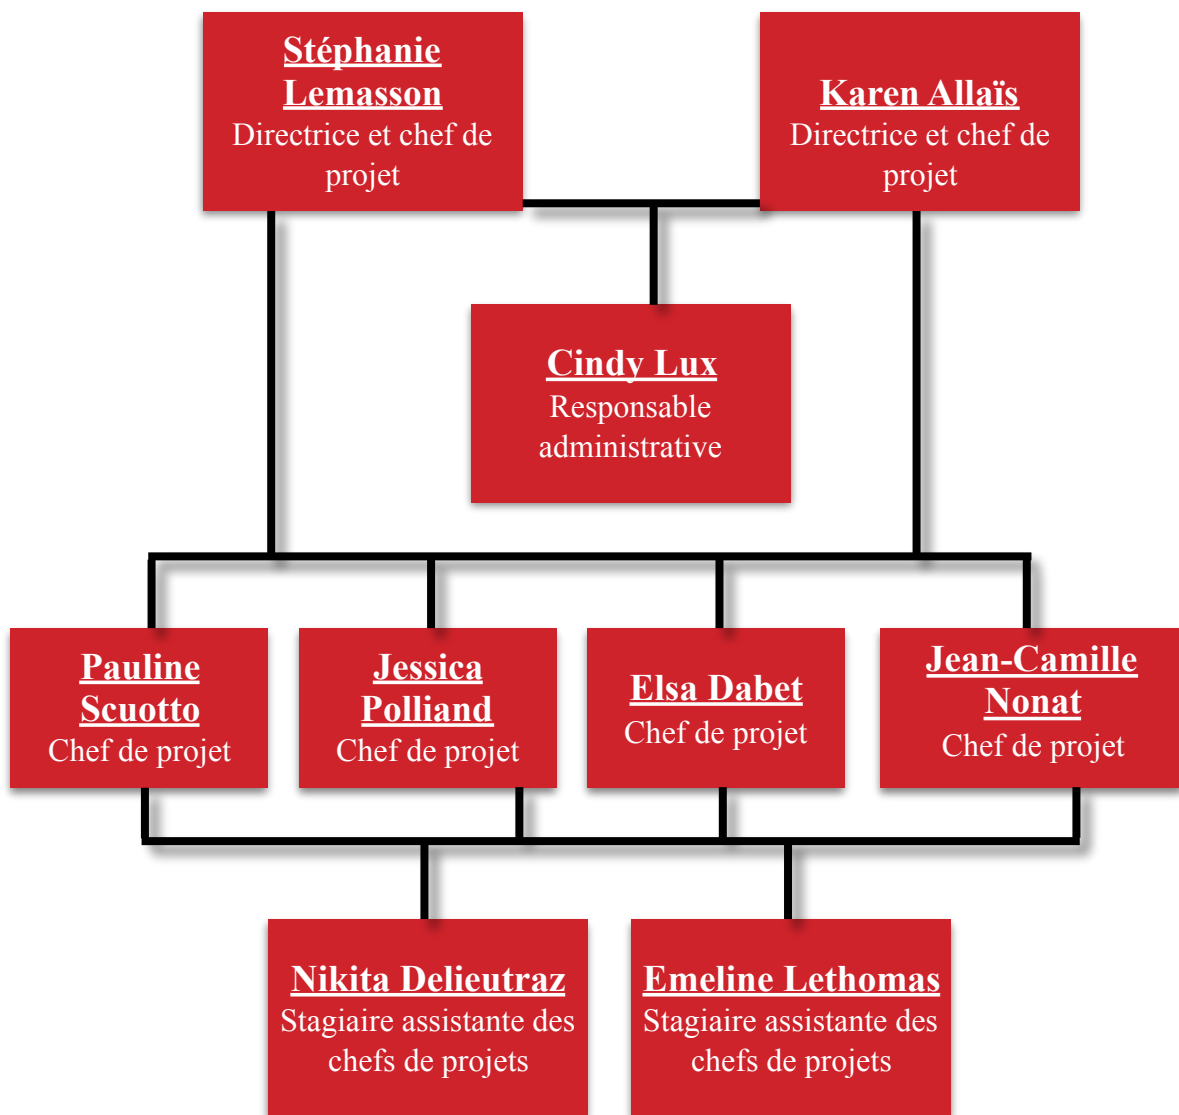 Stéphanie
Lemasson
Directrice et chef de
projet
Karen Allaïs
Directrice et chef de
projet
Cindy Lux
Responsable
administrative
Pauline
Scuotto
Chef de projet
Jessica
Polliand
Chef de projet
Elsa Dabet
Chef de projet
Jean-Camille
Nonat
Chef de projet
Nikita Delieutraz
Stagiaire assistante des
chefs de projets
Emeline Lethomas
Stagiaire assistante des
chefs de projets